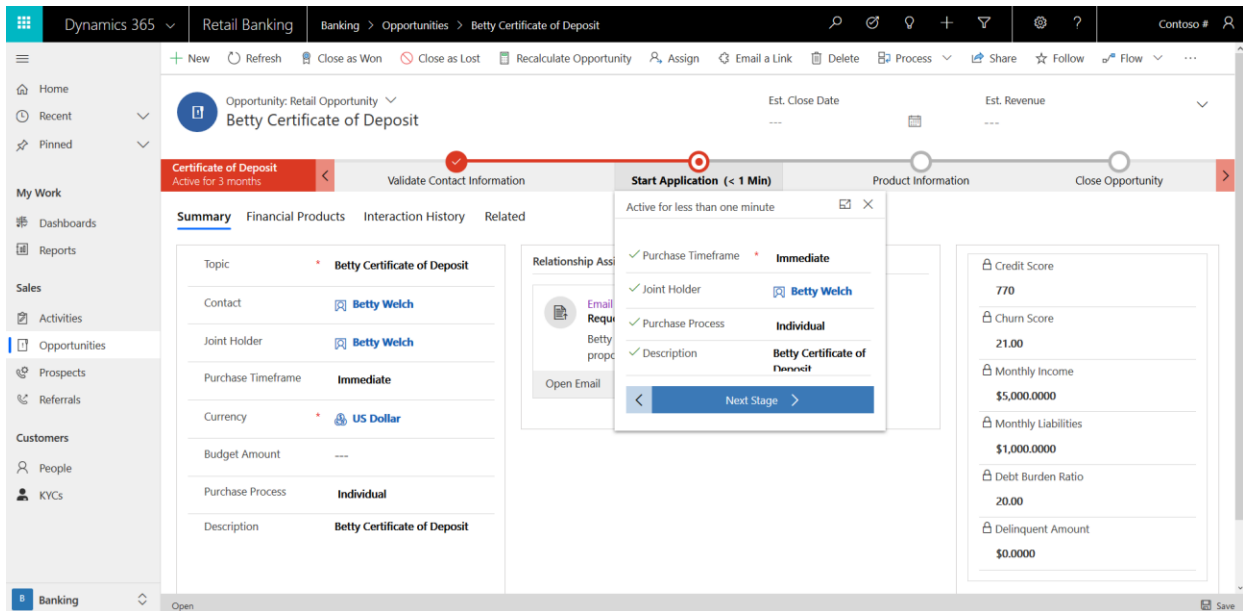 Dynamics 365
Retail Banking
Banking > Opportunities > Betty Certificate of Deposit
Contoso #
New Refresh Close as Won Close as Lost Recalculate Opportunity Assign Email a Link Delete Process Share Follow Flow ...
Home
Recent
Pinned
My Work
Dashboards
Reports
Sales
Activities
Opportunities
Prospects
Referrals
Customers
People
KYCs
B Banking
Opportunity: Retail Opportunity
Betty Certificate of Deposit
Est. Close Date
---
Est. Revenue
---
Certificate of Deposit
Active for 3 months
Validate Contact Information
Start Application (< 1 Min)
Product Information
Close Opportunity
Summary Financial Products Interaction History Related
Topic * Betty Certificate of Deposit
Contact Betty Welch
Joint Holder Betty Welch
Purchase Timeframe Immediate
Currency * US Dollar
Budget Amount ---
Purchase Process Individual
Description Betty Certificate of Deposit
Relationship Assi
Email
Reque
Betty
propo
Open Email
Active for less than one minute
Purchase Timeframe * Immediate
Joint Holder Betty Welch
Purchase Process Individual
Description Betty Certificate of
Deposit
Next Stage
Credit Score
770
Churn Score
21.00
Monthly Income
$5,000.0000
Monthly Liabilities
$1,000.0000
Debt Burden Ratio
20.00
Delinquent Amount
$0.0000
Open
Save